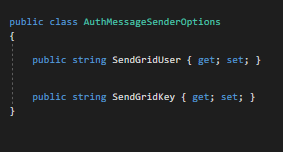 public class AuthMessageSenderOptions
{
public string SendGridUser { get; set; }
public string SendGridKey { get; set; }
}